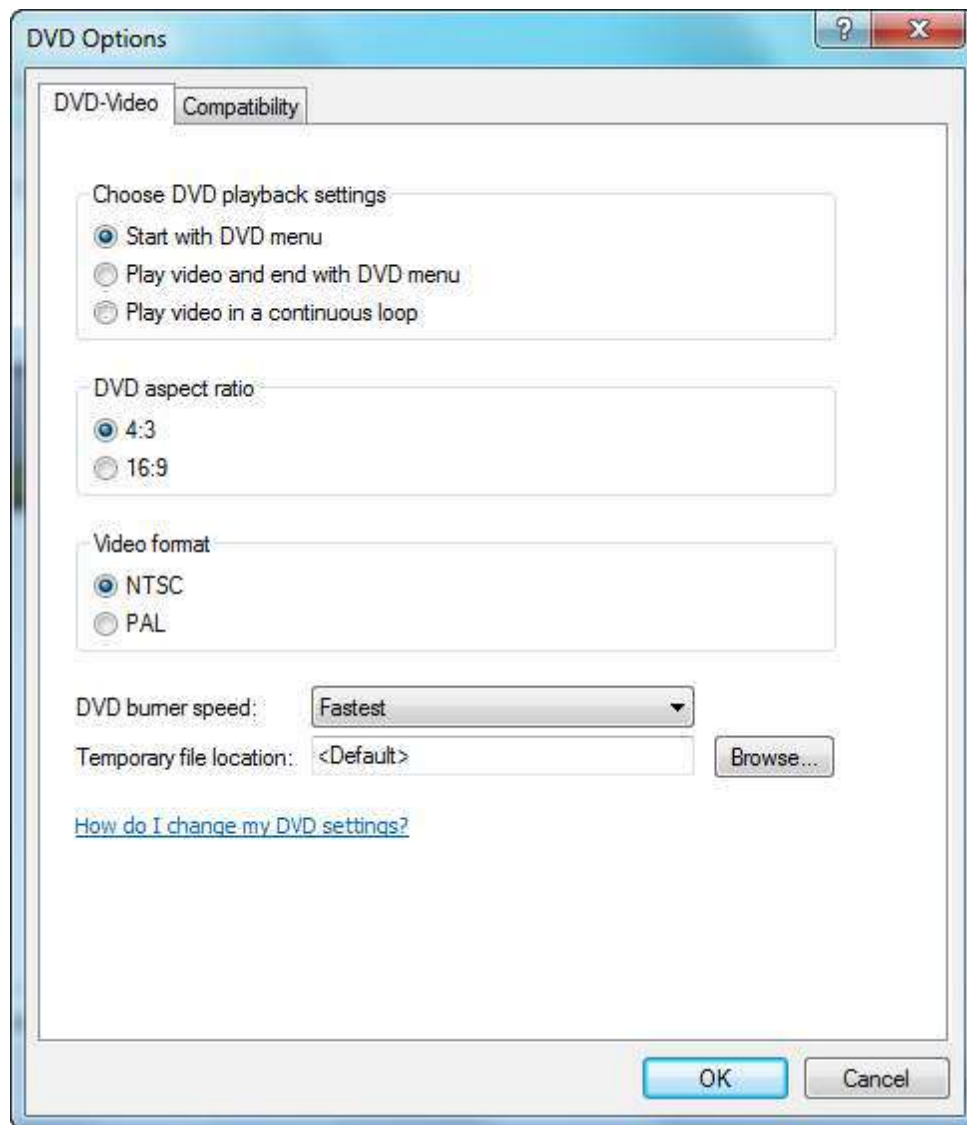 DVD Options
?
DVD-Video
Compatibility
Choose DVD playback settings
Start with DVD menu
Play video and end with DVD menu
Play video in a continuous loop
DVD aspect ratio
4:3
16:9
Video format
NTSC
PAL
DVD burner speed: Fastest
Temporary file location: <Default> Browse...
How do I change my DVD settings?
OK Cancel